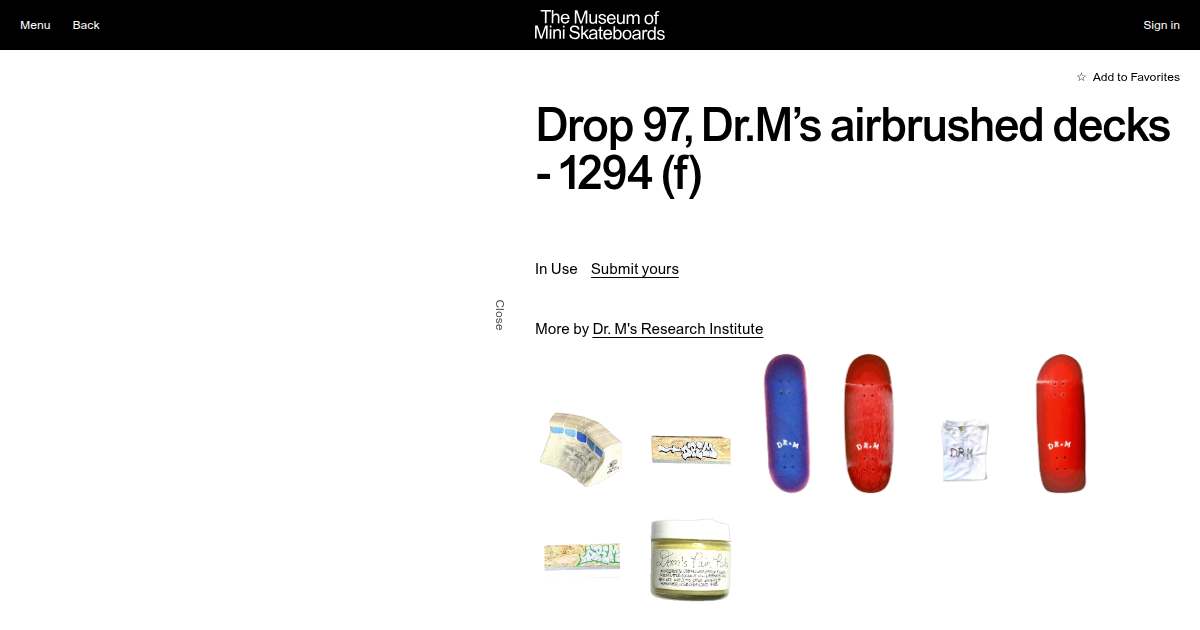 Menu
Back
The Museum of
Mini Skateboards
Sign in
☆ Add to Favorites
Drop 97, Dr.M’s airbrushed decks
- 1294 (f)
In Use
Submit yours
Close
More by Dr. M's Research Institute
DR.M
DR.M
DRM
DR.M